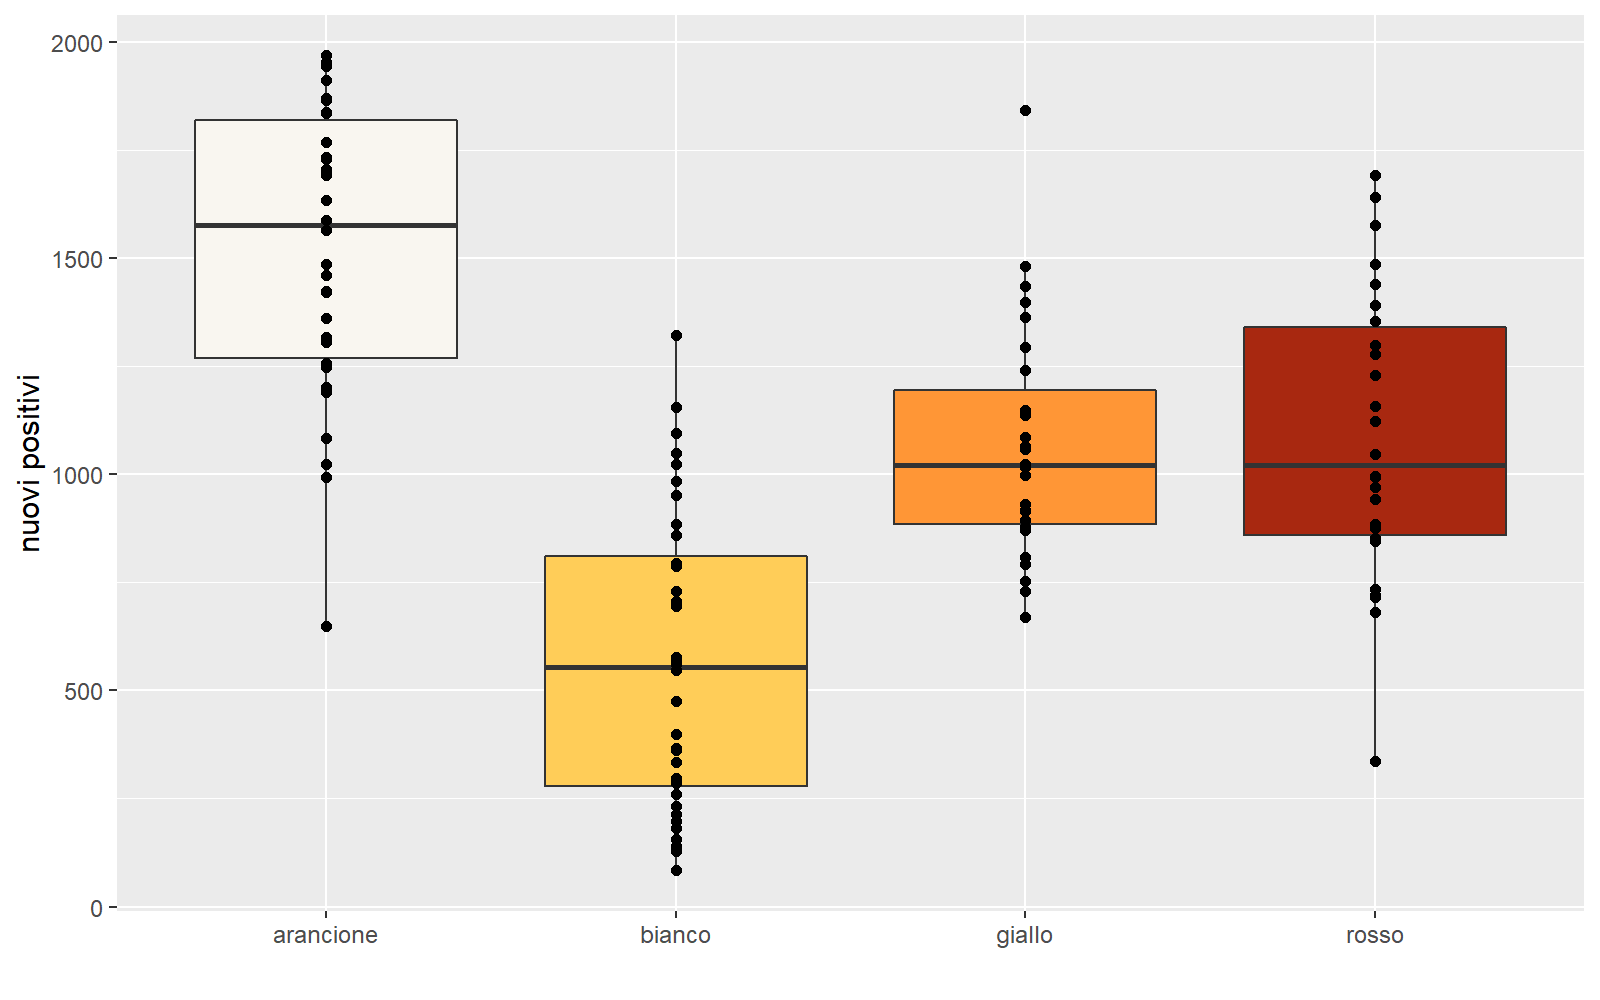 nuovi positivi
2000
1500
1000
500
0
arancione
bianco
giallo
rosso